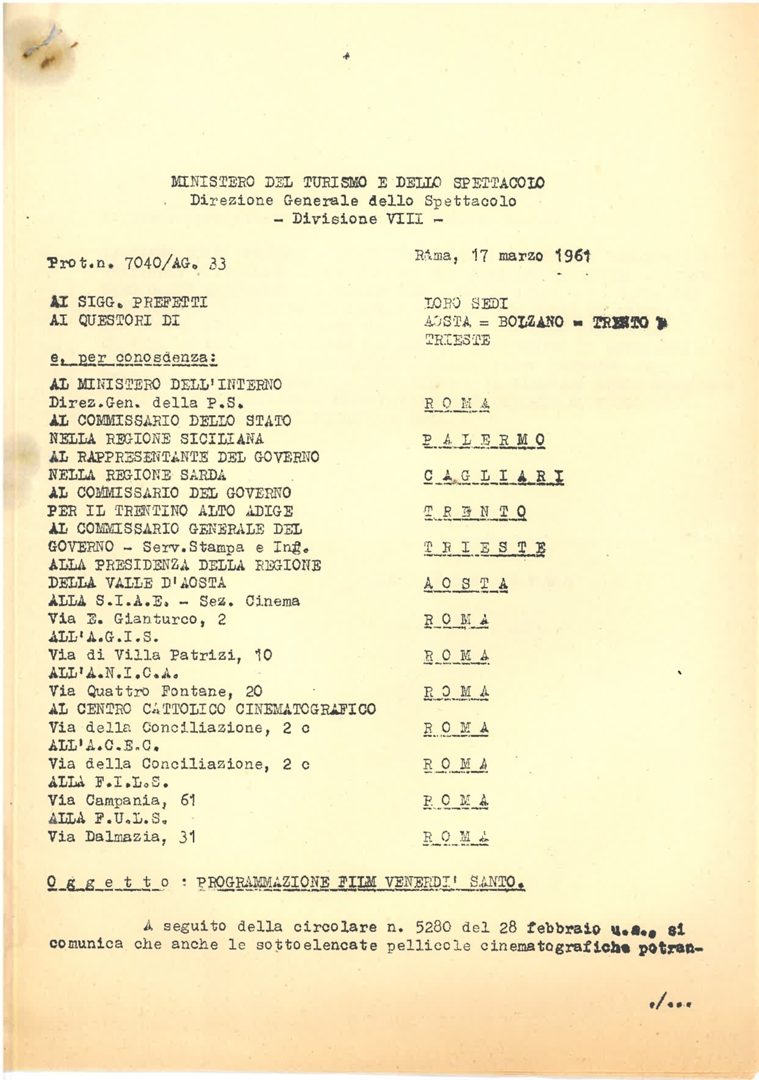 MINISTERO DEL TURISMO E DELLO SPETTACOLO
Direzione Generale dello Spettacolo
- Divisione VIII -
Prot.n. 7040/AG. 33
Roma, 17 marzo 1961
AI SIGG. PREFETTI LORO SEDI
AI QUESTORI DI AOSTA = BOLZANO = TRENTO =
TRIESTE
e, per conosdenza:
AL MINISTERO DELL'INTERNO
Direz.Gen. della P.S. R O M A
AL COMMISSARIO DELLO STATO
NELLA REGIONE SICILIANA P A L E R M O
AL RAPPRESENTANTE DEL GOVERNO
NELLA REGIONE SARDA C A G L I A R I
AL COMMISSARIO DEL GOVERNO
PER IL TRENTINO ALTO ADIGE T R E N T O
AL COMMISSARIO GENERALE DEL
GOVERNO - Serv.Stampa e Inf. T R I E S T E
ALLA PRESIDENZA DELLA REGIONE
DELLA VALLE D'AOSTA A O S T A
ALLA S.I.A.E. - Sez. Cinema
Via E. Gianturco, 2 R O M A
ALL'A.G.I.S.
Via di Villa Patrizi, 10 R O M A
ALL'A.N.I.C.A.
Via Quattro Fontane, 20 R O M A
AL CENTRO CATTOLICO CINEMATOGRAFICO
Via della Conciliazione, 2 c R O M A
ALL'A.C.E.C.
Via della Conciliazione, 2 c R O M A
ALLA F.I.L.S.
Via Campania, 61 R O M A
ALLA F.U.L.S.
Via Dalmazia, 31 R O M A
O g g e t t o : PROGRAMMAZIONE FILM VENERDI' SANTO.
A seguito della circolare n. 5280 del 28 febbraio u.s., si
comunica che anche le sottoelencate pellicole cinematografiche potran-
./...